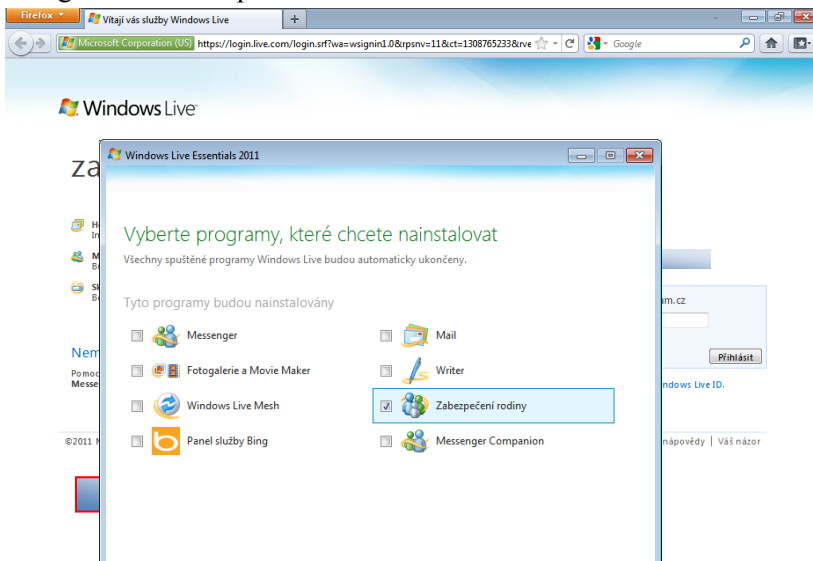 Firefox
Vítají vás služby Windows Live
Microsoft Corporation (US) https://login.live.com/login.srf?wa=wsignin1.0&rpsnv=11&ct=1308765233&rve
Google
Windows Live
za
Windows Live Essentials 2011
Vyberte programy, které chcete nainstalovat
Všechny spuštěné programy Windows Live budou automaticky ukončeny.
Tyto programy budou nainstalovány
Messenger
Mail
Fotogalerie a Movie Maker
Writer
Windows Live Mesh
Zabezpečení rodiny
Panel služby Bing
Messenger Companion
am.cz
Přihlásit
Nem
Pomoc
Messe
ndows Live ID.
©2011 M
nápovědy | Váš názor